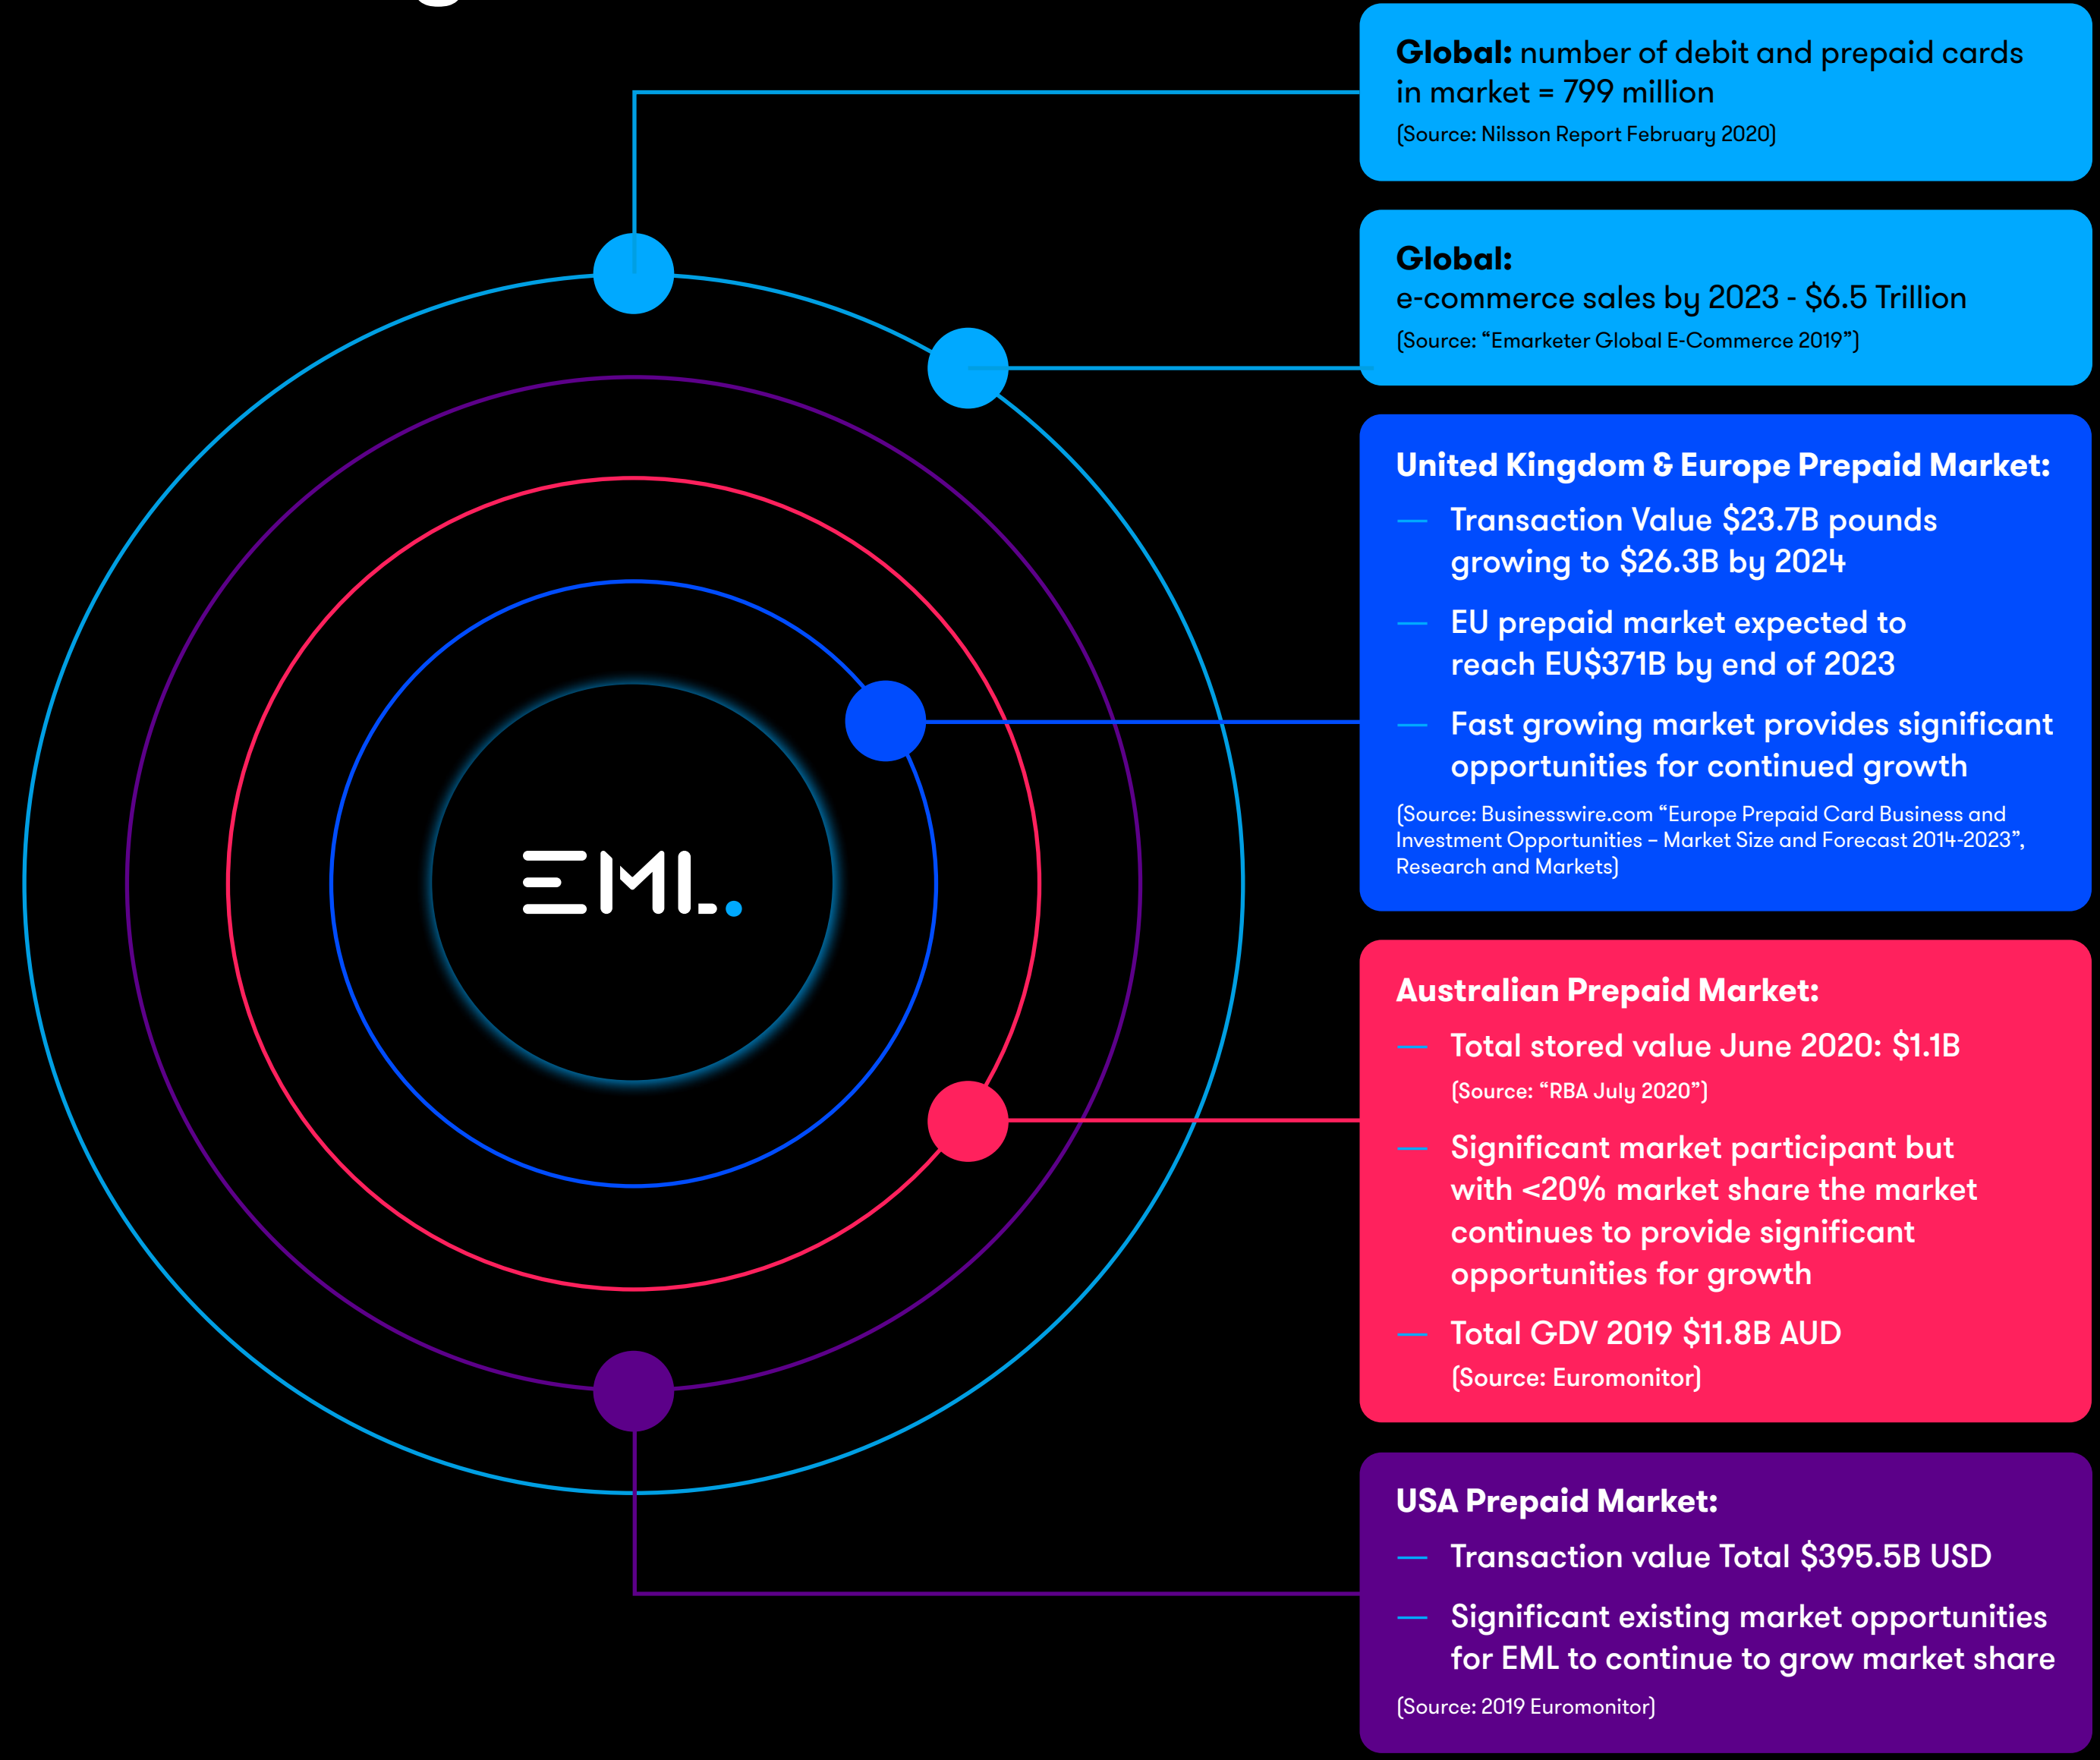 Global: number of debit and prepaid cards
in market = 799 million
(Source: Nilsson Report February 2020)
Global:
e-commerce sales by 2023 - $6.5 Trillion
(Source: “Emarketer Global E-Commerce 2019”)
United Kingdom & Europe Prepaid Market:
— Transaction Value $23.7B pounds
growing to $26.3B by 2024
— EU prepaid market expected to
reach EU$371B by end of 2023
— Fast growing market provides significant
opportunities for continued growth
(Source: Businesswire.com “Europe Prepaid Card Business and
Investment Opportunities – Market Size and Forecast 2014-2023”,
Research and Markets)
EML.
Australian Prepaid Market:
— Total stored value June 2020: $1.1B
(Source: “RBA July 2020”)
— Significant market participant but
with <20% market share the market
continues to provide significant
opportunities for growth
— Total GDV 2019 $11.8B AUD
(Source: Euromonitor)
USA Prepaid Market:
— Transaction value Total $395.5B USD
— Significant existing market opportunities
for EML to continue to grow market share
(Source: 2019 Euromonitor)